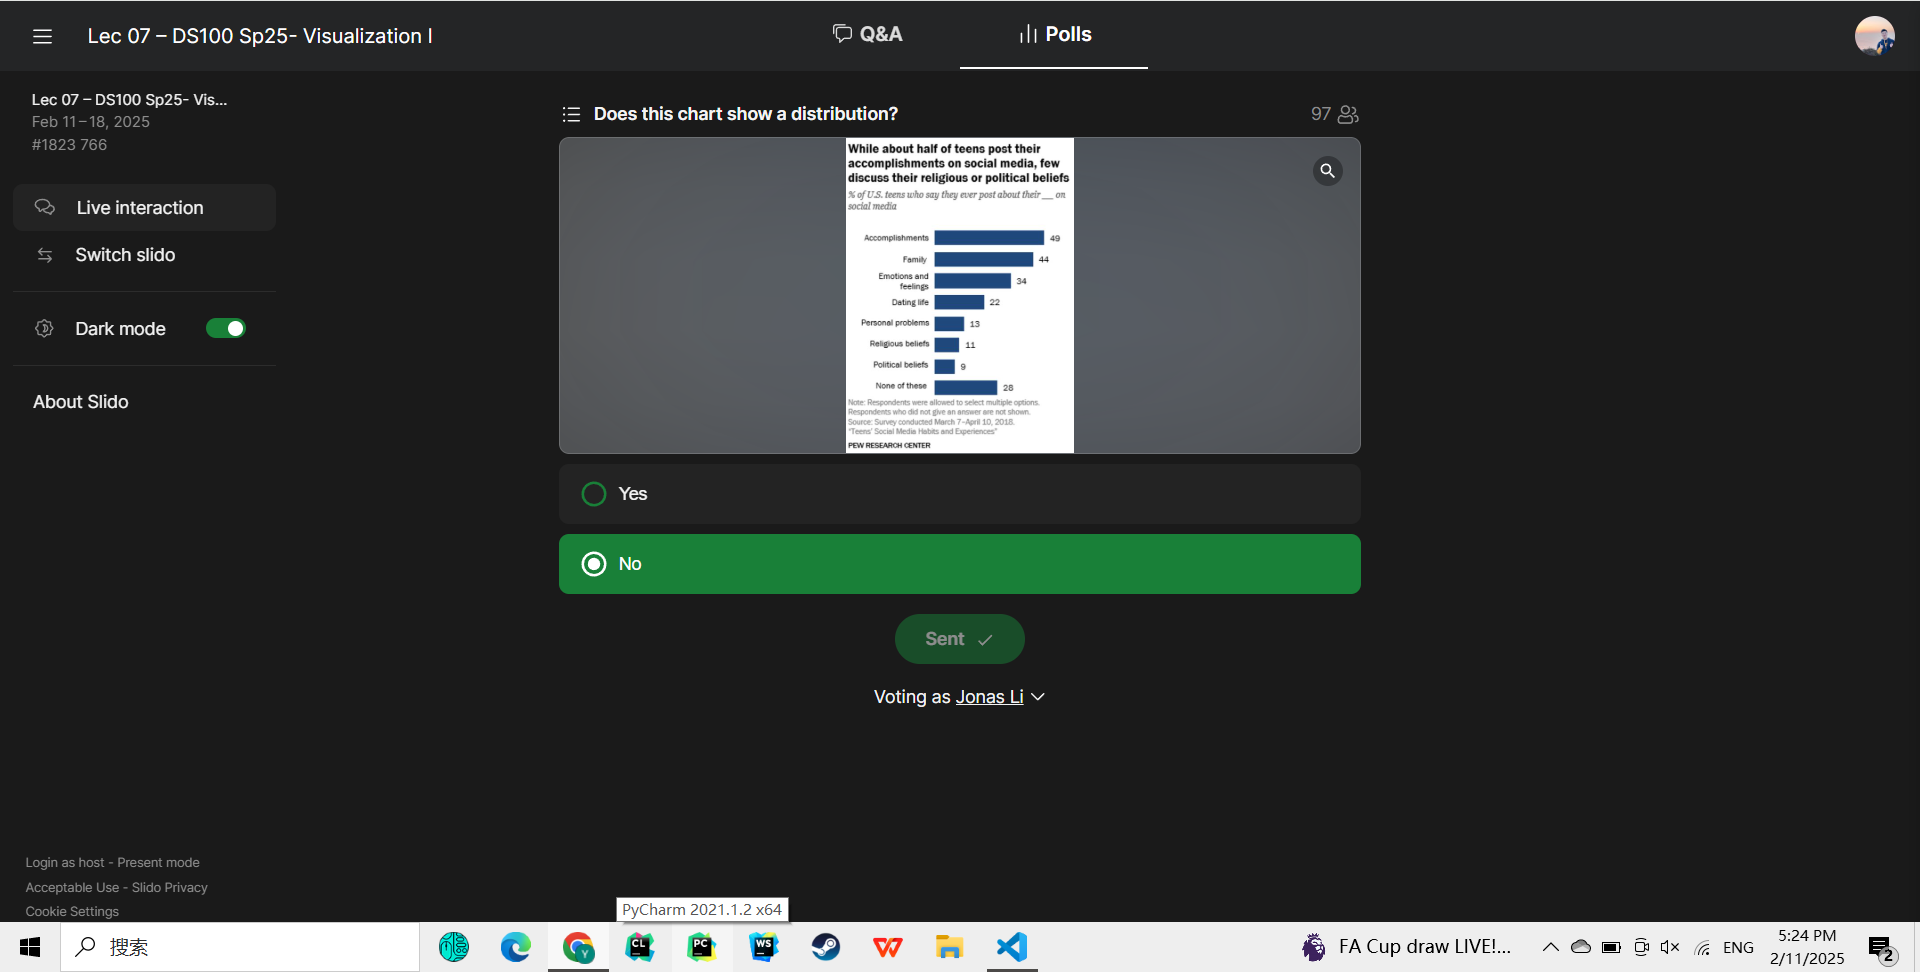 Lec 07 – DS100 Sp25- Visualization I
Q&A
Polls
Lec 07 – DS100 Sp25- Vis...
Feb 11 – 18, 2025
#1823 766
Live interaction
Switch slido
Dark mode
About Slido
Does this chart show a distribution?
97
While about half of teens post their
accomplishments on social media, few
discuss their religious or political beliefs
% of U.S. teens who say they ever post about their __ on
social media
Accomplishments 49
Family 44
Emotions and
feelings 34
Dating life 22
Personal problems 13
Religious beliefs 11
Political beliefs 9
None of these 28
Note: Respondents were allowed to select multiple options.
Respondents who did not give an answer are not shown.
Source: Survey conducted March 7-April 10, 2018.
"Teens' Social Media Habits and Experiences"
PEW RESEARCH CENTER
Yes
No
Sent
Voting as Jonas Li
Login as host - Present mode
Acceptable Use - Slido Privacy
Cookie Settings
PyCharm 2021.1.2 x64
搜索
Y
CL
PC
WS
FA Cup draw LIVE!...
ENG
5:24 PM
2/11/2025
2